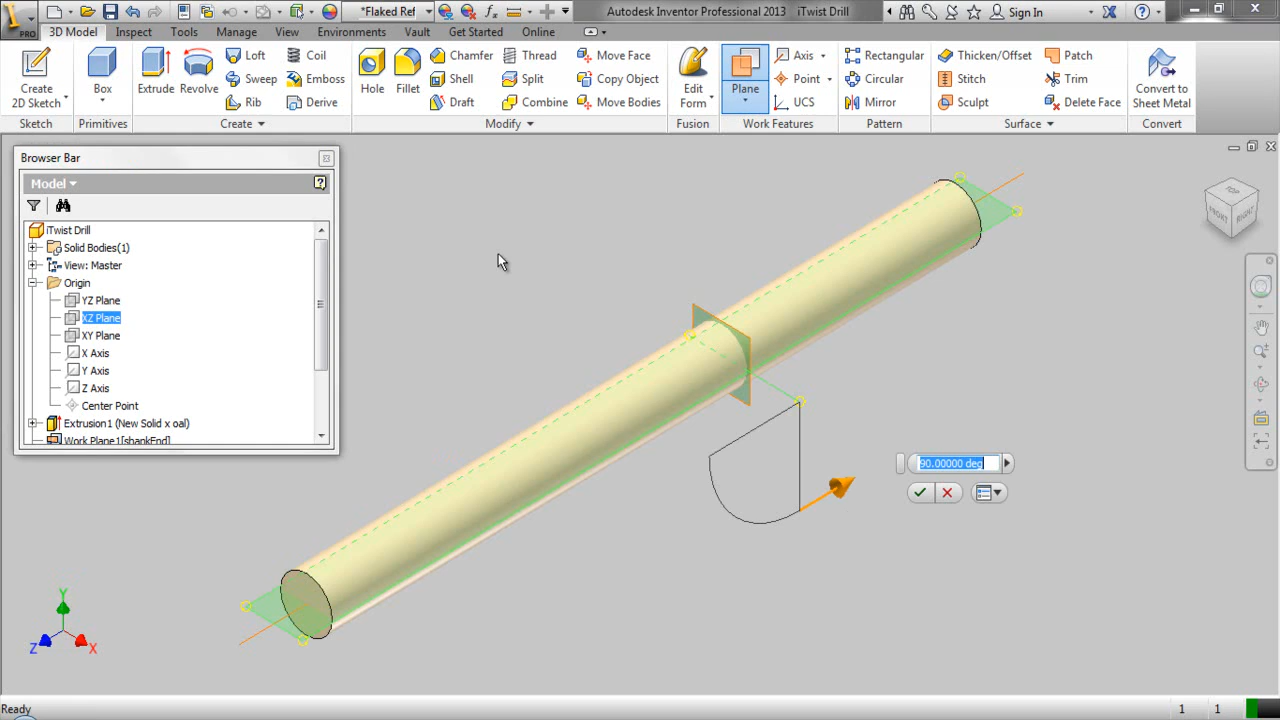 *Flaked Ref
Autodesk Inventor Professional 2013 iTwist Drill
Sign In
PRO
3D Model Inspect Tools Manage View Environments Vault Get Started Online
Create
2D Sketch
Box
Extrude
Revolve
Loft
Sweep
Rib
Coil
Emboss
Derive
Hole
Fillet
Chamfer
Shell
Draft
Thread
Split
Combine
Move Face
Copy Object
Move Bodies
Edit
Form
Plane
Axis
Point
UCS
Rectangular
Circular
Mirror
Thicken/Offset
Stitch
Sculpt
Patch
Trim
Delete Face
Convert to
Sheet Metal
Sketch Primitives Create Modify Fusion Work Features Pattern Surface Convert
Browser Bar
Model
iTwist Drill
Solid Bodies(1)
View: Master
Origin
YZ Plane
XZ Plane
XY Plane
X Axis
Y Axis
Z Axis
Center Point
Extrusion1 (New Solid x oal)
Work Plane1[shankEnd]
FRONT RIGHT
90.00000 deg
Y
Z X
Ready
1 1